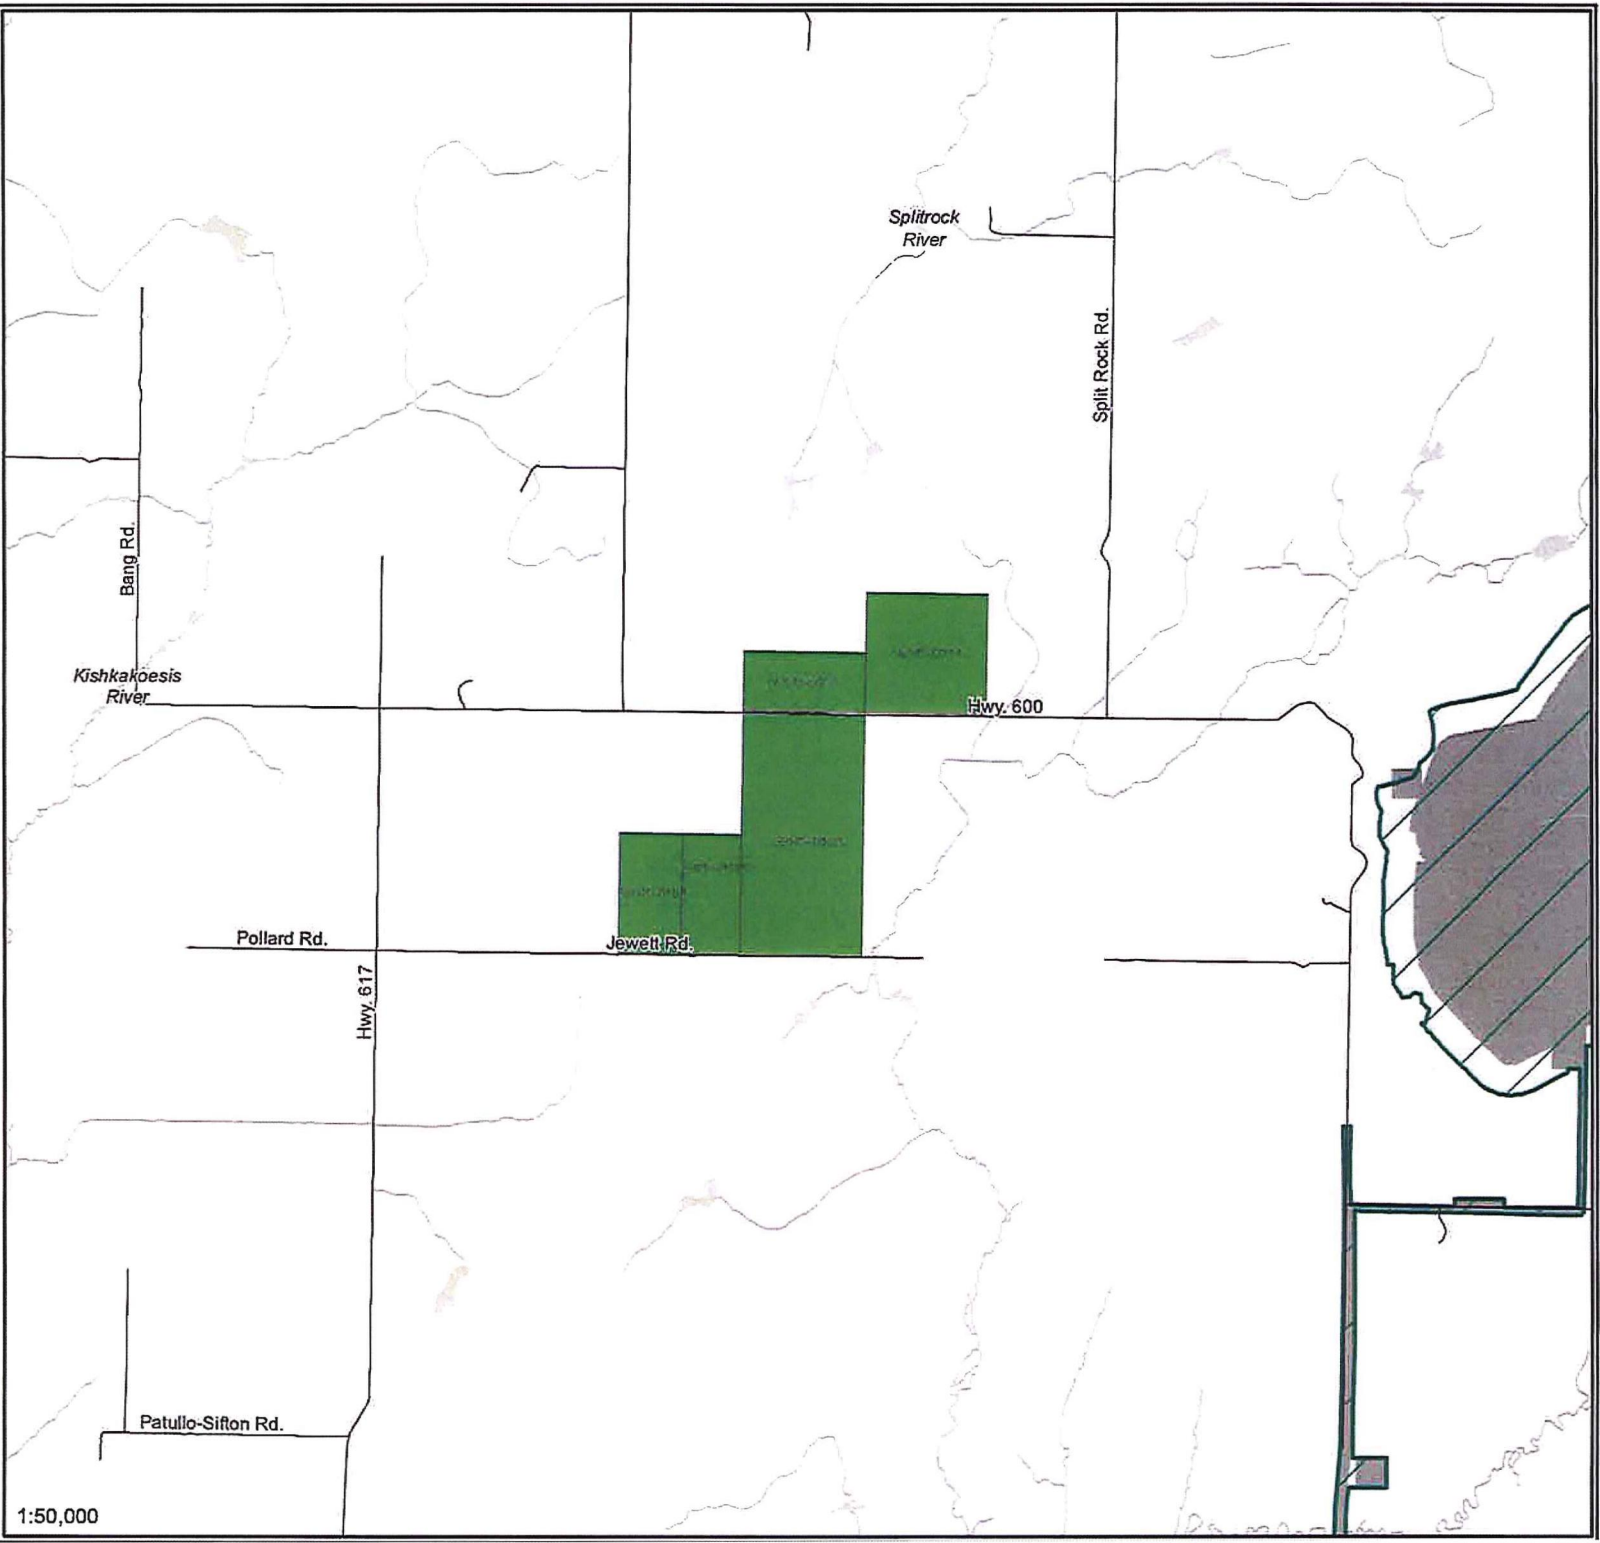 Splitrock
River
Split Rock Rd.
Bang Rd.
Kishkakoesis
River
Hwy. 600
Pollard Rd.
Jewett Rd.
Hwy. 617
Patullo-Sifton Rd.
1:50,000